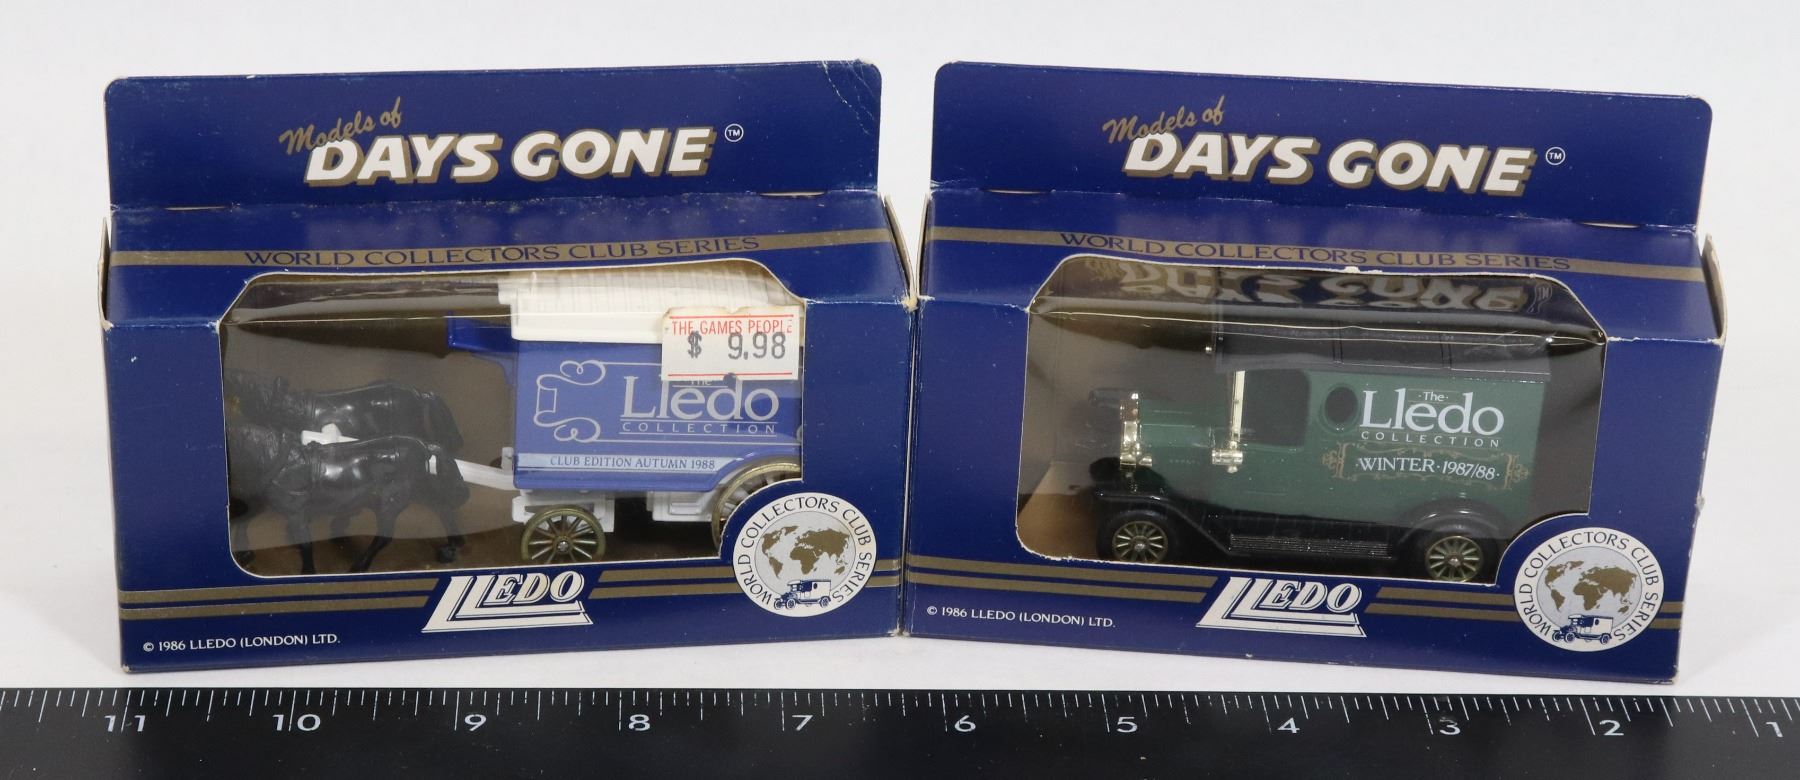 Models of
DAYS GONE ™
WORLD COLLECTORS CLUB SERIES
THE GAMES PEOPLE
$ 9.98
The
Lledo
COLLECTION
CLUB EDITION AUTUMN 1988
WORLD COLLECTORS CLUB SERIES
LLEDO
© 1986 LLEDO (LONDON) LTD.
Models of
DAYS GONE ™
WORLD COLLECTORS CLUB SERIES
·The·
Lledo
COLLECTION
·WINTER·1987/88·
WORLD COLLECTORS CLUB SERIES
LLEDO
© 1986 LLEDO (LONDON) LTD.
11 10 9 8 7 6 5 4 3 2 1